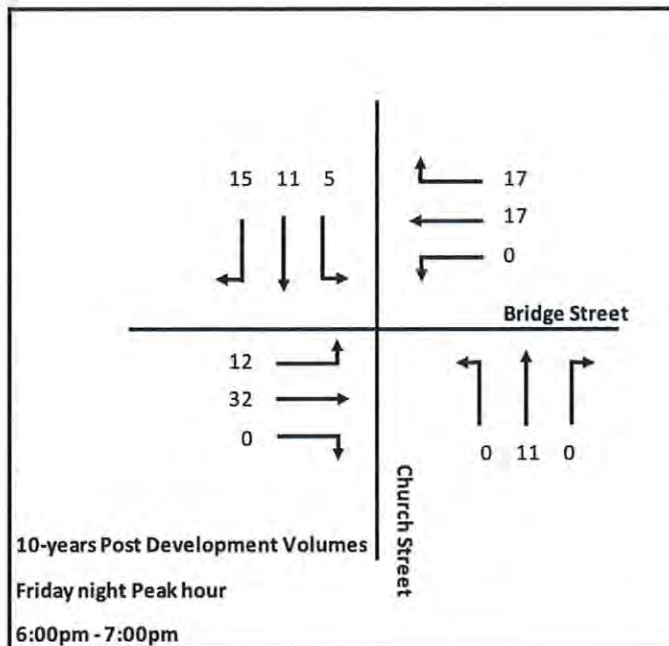 15 11 5
17
17
0
Bridge Street
12
32
0
0 11 0
Church Street
10-years Post Development Volumes
Friday night Peak hour
6:00pm - 7:00pm